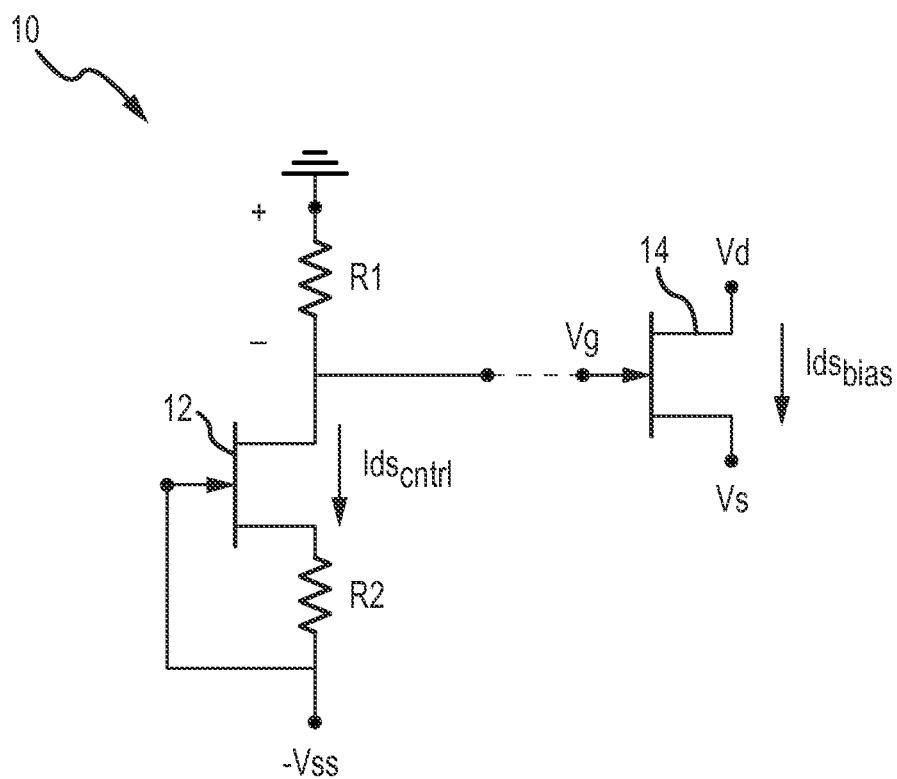 10
+
R1
−
14
Vd
Vg
Idsbias
12
Idscntrl
Vs
R2
-Vss